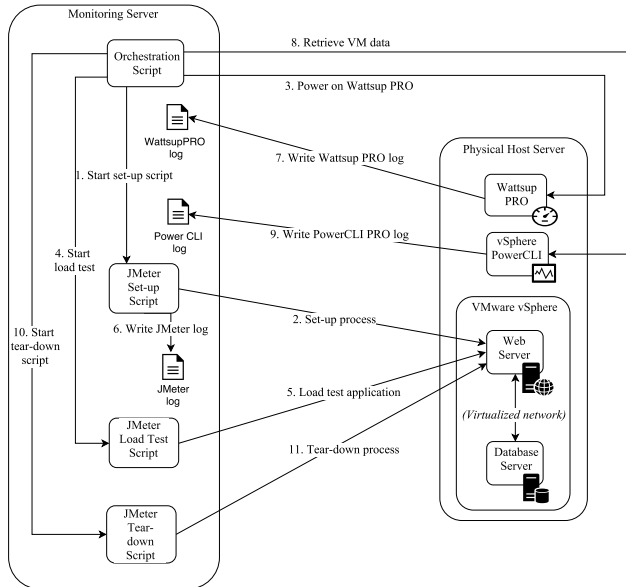 Monitoring Server
Orchestration
Script
8. Retrieve VM data
3. Power on Wattsup PRO
WattsupPRO
log
7. Write Wattsup PRO log
Physical Host Server
Wattsup
PRO
1. Start set-up script
Power CLI
log
9. Write PowerCLI PRO log
vSphere
PowerCLI
4. Start
load test
JMeter
Set-up
Script
2. Set-up process
VMware vSphere
Web
Server
10. Start
tear-down
script
6. Write JMeter log
JMeter
log
5. Load test application
(Virtualized network)
JMeter
Load Test
Script
11. Tear-down process
Database
Server
JMeter
Tear-
down
Script